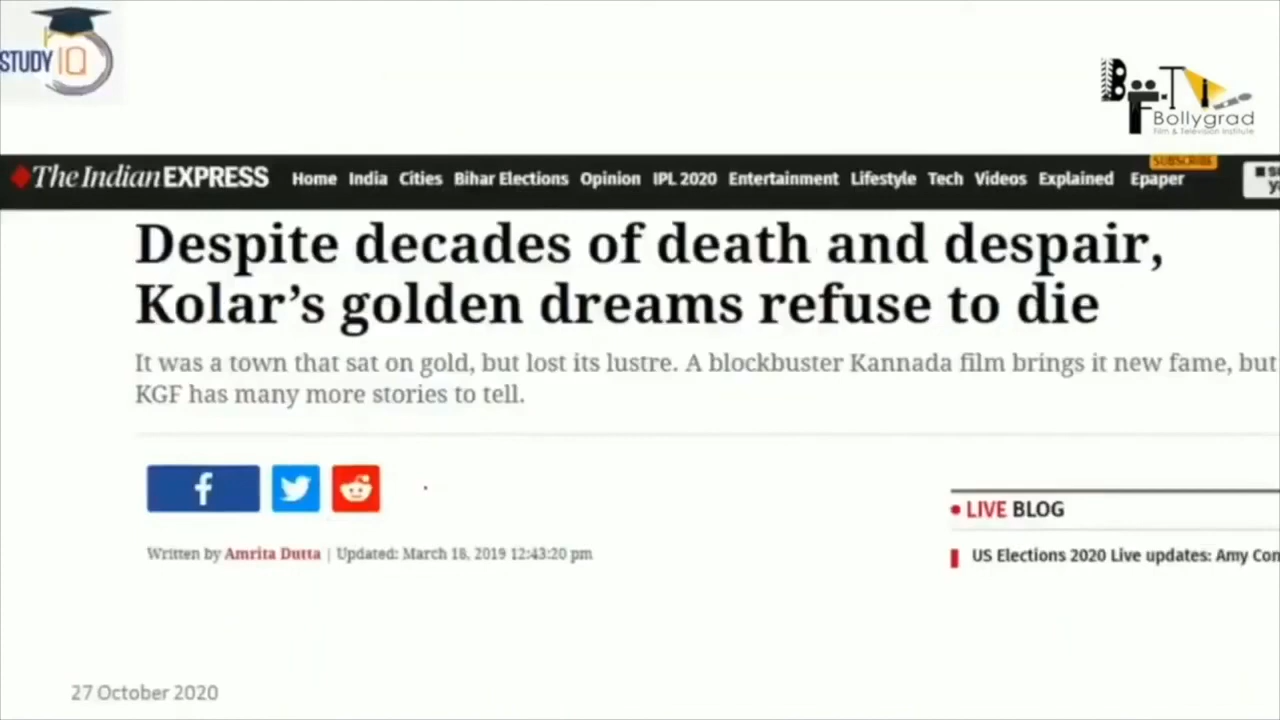 STUDY IQ
BFTI
Bollygrad
Film & Television Institute
SUBSCRIBE
The Indian EXPRESS Home India Cities Bihar Elections Opinion IPL 2020 Entertainment Lifestyle Tech Videos Explained Epaper
Despite decades of death and despair,
Kolar’s golden dreams refuse to die
It was a town that sat on gold, but lost its lustre. A blockbuster Kannada film brings it new fame, but
KGF has many more stories to tell.
f
• LIVE BLOG
Written by Amrita Dutta | Updated: March 18, 2019 12:43:20 pm
US Elections 2020 Live updates: Amy Con
27 October 2020